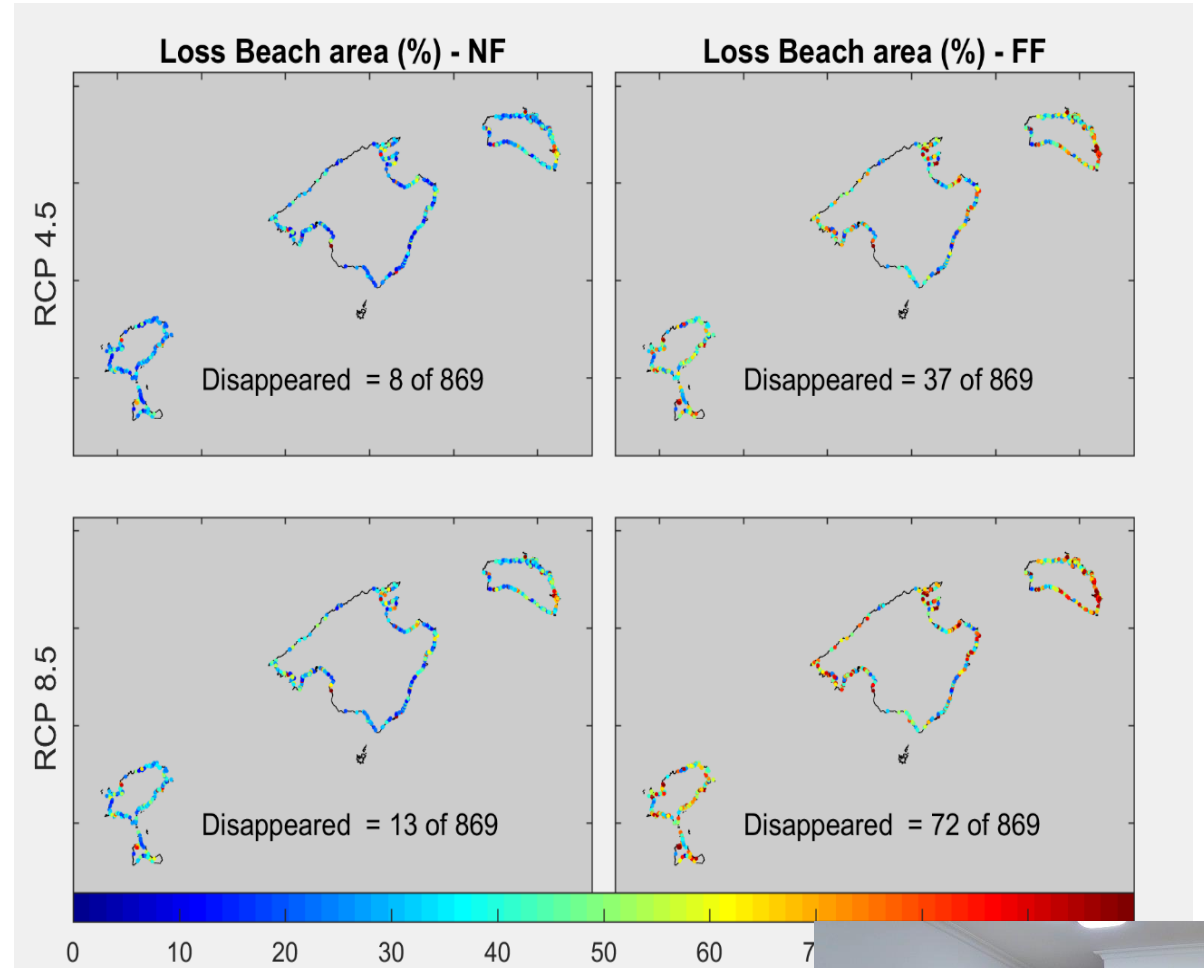 Loss Beach area (%) - NF
Loss Beach area (%) - FF
RCP 4.5
Disappeared = 8 of 869
Disappeared = 37 of 869
RCP 8.5
Disappeared = 13 of 869
Disappeared = 72 of 869
0 10 20 30 40 50 60